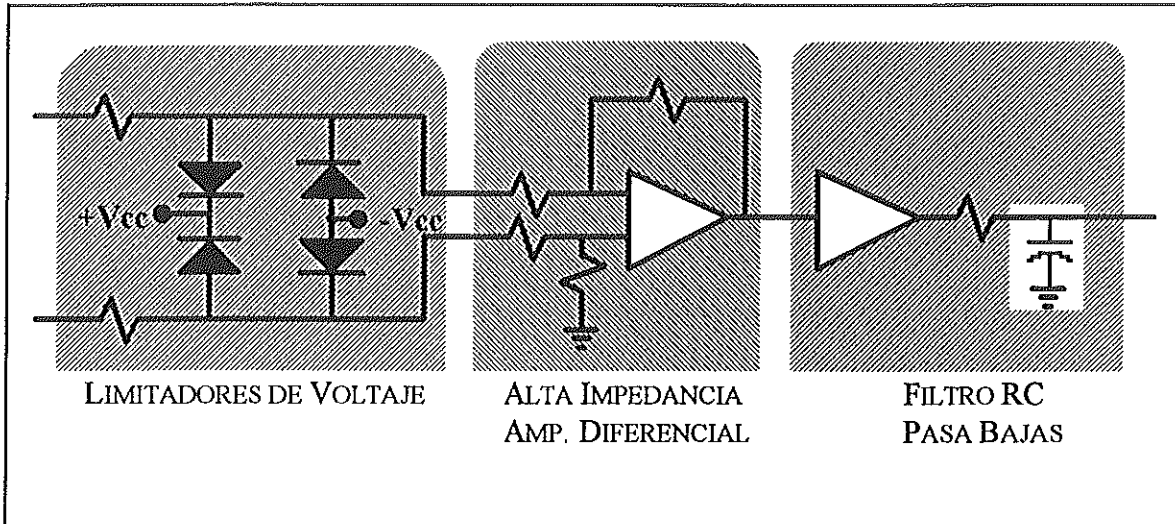 +Vcc
-Vcc
LIMITADORES DE VOLTAJE
ALTA IMPEDANCIA
AMP. DIFERENCIAL
FILTRO RC
PASA BAJAS